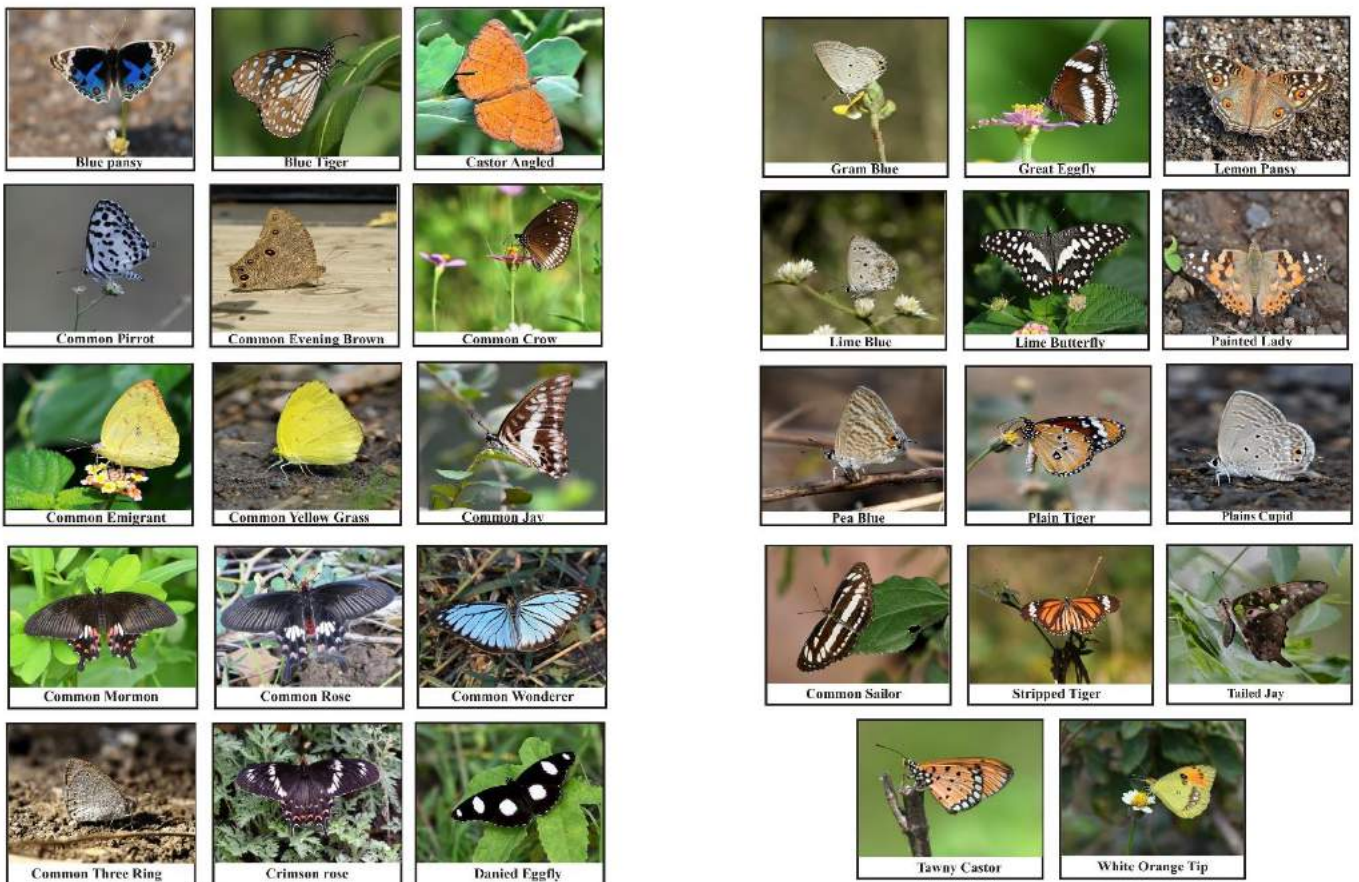 Blue pansy
Blue Tiger
Castor Angled
Common Pirrot
Common Evening Brown
Common Crow
Common Emigrant
Common Yellow Grass
Common Jay
Common Mormon
Common Rose
Common Wonderer
Common Three Ring
Crimson rose
Danied Eggfly
Gram Blue
Great Eggfly
Lemon Pansy
Lime Blue
Lime Butterfly
Painted Lady
Pea Blue
Plain Tiger
Plains Cupid
Common Sailor
Stripped Tiger
Tailed Jay
Tawny Castor
White Orange Tip